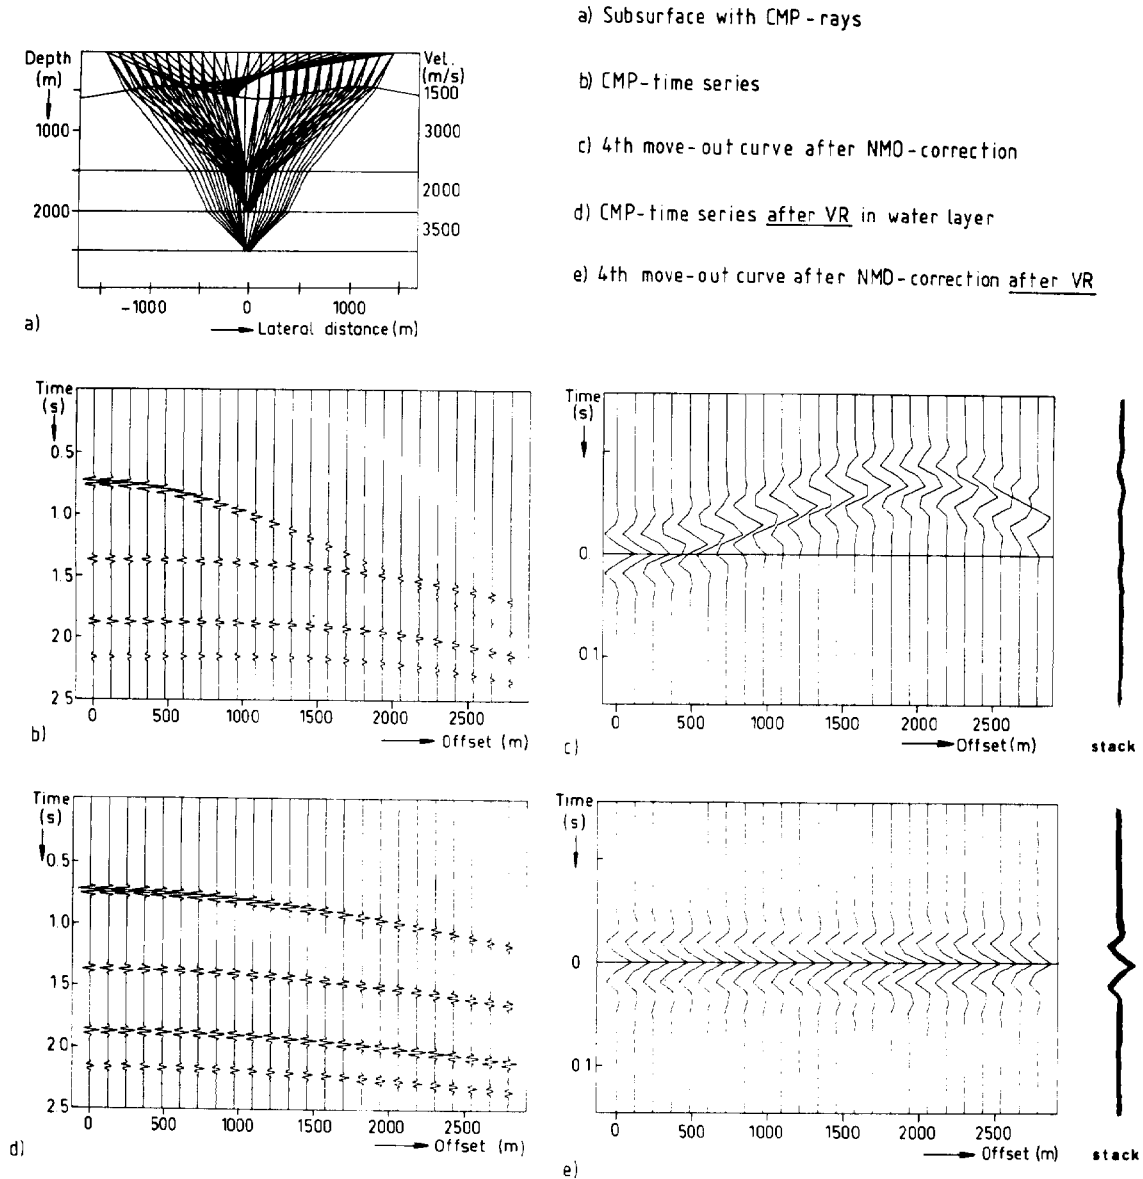 a) Subsurface with CMP-rays
b) CMP-time series
c) 4th move-out curve after NMO-correction
d) CMP-time series after VR in water layer
e) 4th move-out curve after NMO-correction after VR
Depth
(m)
Vel.
(m/s)
1500
1000
3000
2000
2000
3500
-1000 0 1000
Lateral distance(m)
a)
Time
(s)
0.5
1.0
1.5
2.0
2.5
0 500 1000 1500 2000 2500
Offset (m)
b)
Time
(s)
0.
0.1
0 500 1000 1500 2000 2500
Offset(m)
c)
stack
Time
(s)
0.5
1.0
1.5
2.0
2.5
0 500 1000 1500 2000 2500
Offset (m)
d)
Time
(s)
0
0.1
0 500 1000 1500 2000 2500
Offset (m)
e)
stack